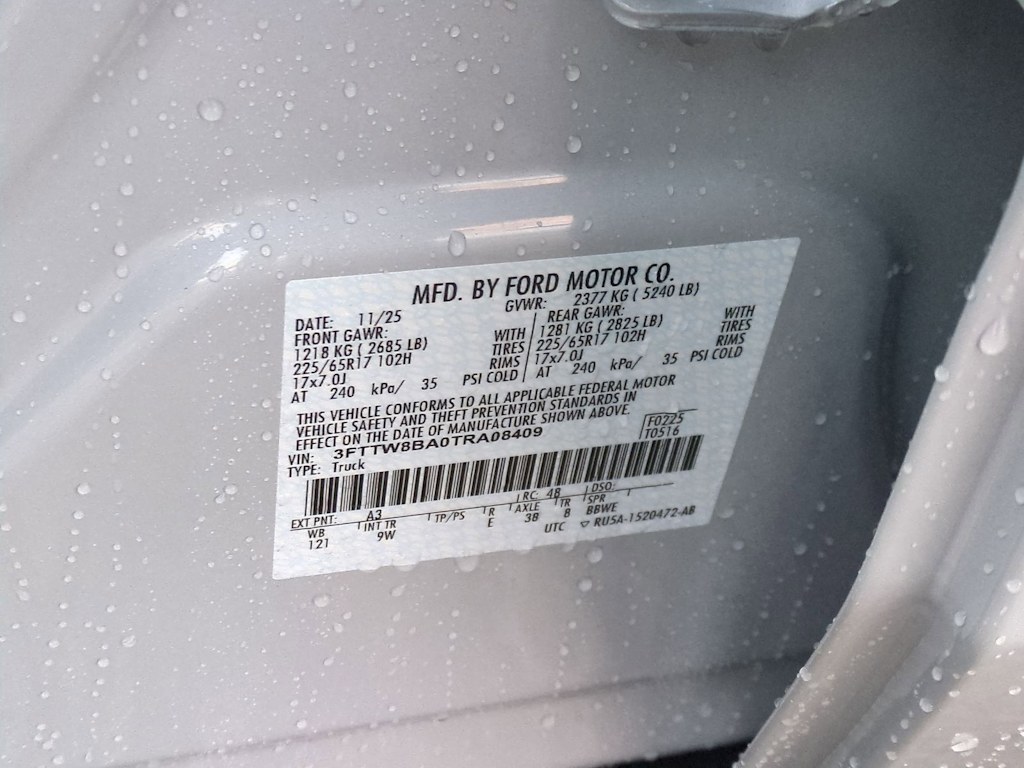 MFD. BY FORD MOTOR CO.
DATE: 11/25 GVWR: 2377 KG ( 5240 LB)
FRONT GAWR: REAR GAWR:
1218 KG ( 2685 LB) WITH 1281 KG ( 2825 LB) WITH
225/65R17 102H TIRES 225/65R17 102H TIRES
17x7.0J RIMS 17x7.0J RIMS
AT 240 kPa/ 35 PSI COLD AT 240 kPa/ 35 PSI COLD
THIS VEHICLE CONFORMS TO ALL APPLICABLE FEDERAL MOTOR
VEHICLE SAFETY AND THEFT PREVENTION STANDARDS IN
EFFECT ON THE DATE OF MANUFACTURE SHOWN ABOVE.
VIN: 3FTTW8BA0TRA08409 F0225
TYPE: Truck T0516
EXT PNT: A3 RC: 48 DSO:
WB INT TR TP/PS R AXLE TR SPR
121 9W E 3B 8 BBWE
UTC ▽ RU5A-1520472-AB